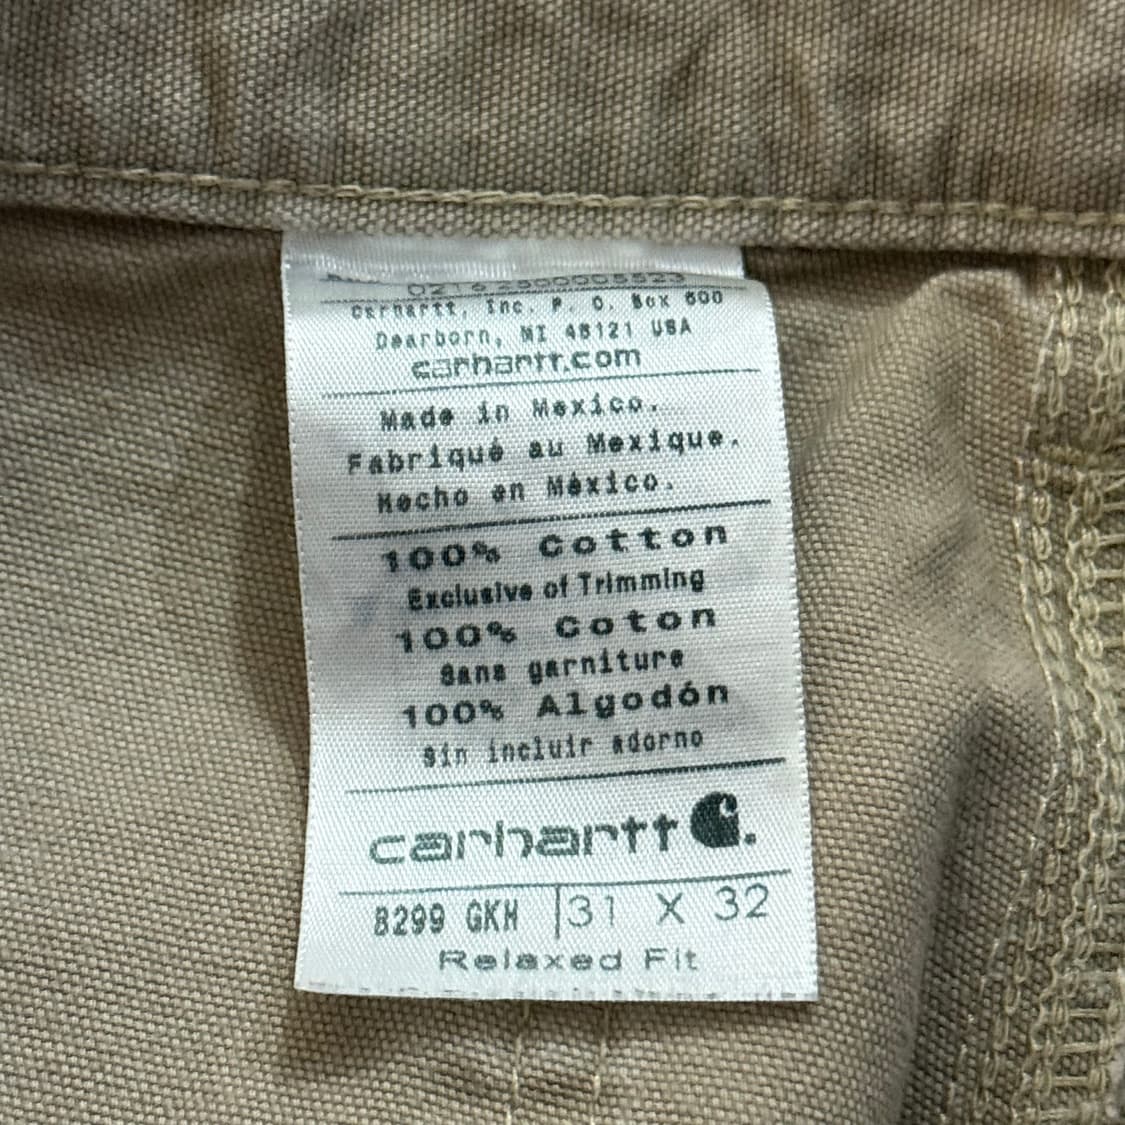 Carhartt, Inc. P. O. Box 600
Dearborn, MI 48121 USA
carhartt.com
Made in Mexico.
Fabriqué au Mexique.
Hecho en México.
100% Cotton
Exclusive of Trimming
100% Coton
Sans garniture
100% Algodón
Sin incluir adorno
carhartt
B299 GKH 31 X 32
Relaxed Fit